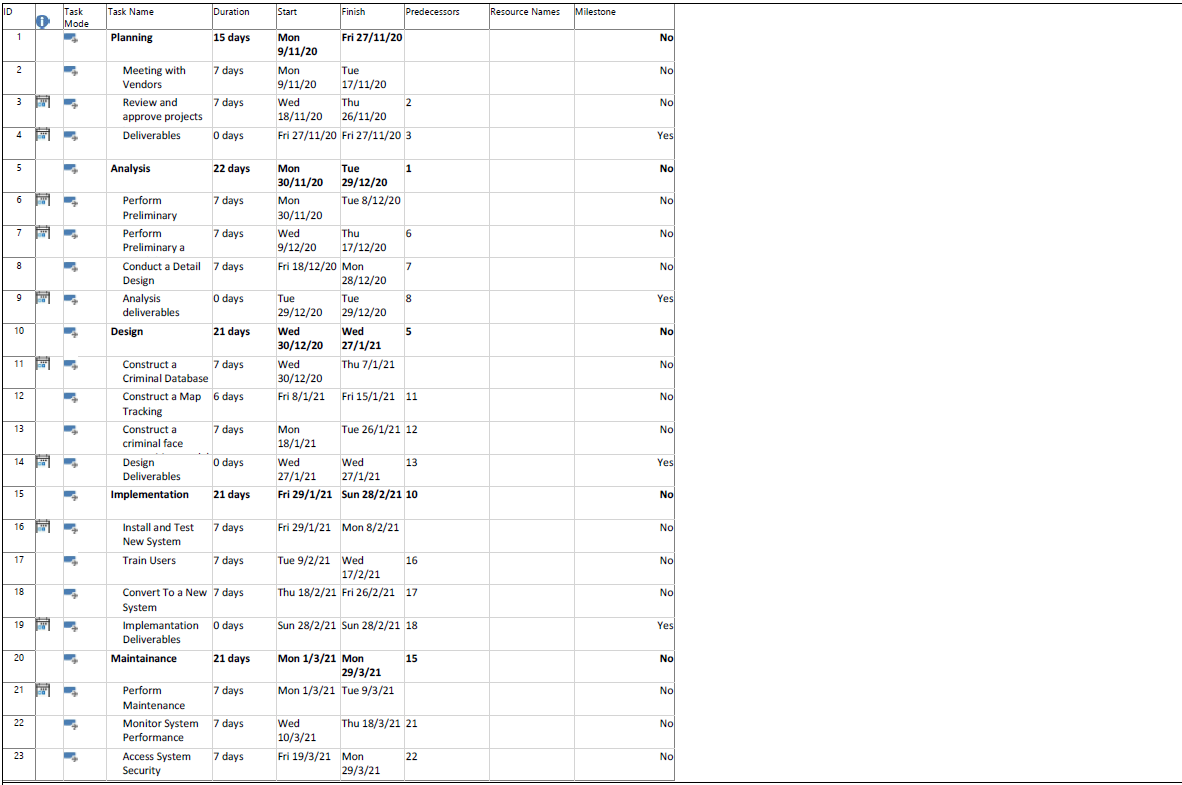 ID Task Mode Task Name Duration Start Finish Predecessors Resource Names Milestone
1 Planning 15 days Mon 9/11/20 Fri 27/11/20 No
2 Meeting with Vendors 7 days Mon 9/11/20 Tue 17/11/20 No
3 Review and approve projects 7 days Wed 18/11/20 Thu 26/11/20 2 No
4 Deliverables 0 days Fri 27/11/20 Fri 27/11/20 3 Yes
5 Analysis 22 days Mon 30/11/20 Tue 29/12/20 1 No
6 Perform Preliminary 7 days Mon 30/11/20 Tue 8/12/20 No
7 Perform Preliminary a 7 days Wed 9/12/20 Thu 17/12/20 6 No
8 Conduct a Detail Design 7 days Fri 18/12/20 Mon 28/12/20 7 No
9 Analysis deliverables 0 days Tue 29/12/20 Tue 29/12/20 8 Yes
10 Design 21 days Wed 30/12/20 Wed 27/1/21 5 No
11 Construct a Criminal Database 7 days Wed 30/12/20 Thu 7/1/21 No
12 Construct a Map Tracking 6 days Fri 8/1/21 Fri 15/1/21 11 No
13 Construct a criminal face 7 days Mon 18/1/21 Tue 26/1/21 12 No
14 Design Deliverables 0 days Wed 27/1/21 Wed 27/1/21 13 Yes
15 Implementation 21 days Fri 29/1/21 Sun 28/2/21 10 No
16 Install and Test New System 7 days Fri 29/1/21 Mon 8/2/21 No
17 Train Users 7 days Tue 9/2/21 Wed 17/2/21 16 No
18 Convert To a New System 7 days Thu 18/2/21 Fri 26/2/21 17 No
19 Implemantation Deliverables 0 days Sun 28/2/21 Sun 28/2/21 18 Yes
20 Maintainance 21 days Mon 1/3/21 Mon 29/3/21 15 No
21 Perform Maintenance 7 days Mon 1/3/21 Tue 9/3/21 No
22 Monitor System Performance 7 days Wed 10/3/21 Thu 18/3/21 21 No
23 Access System Security 7 days Fri 19/3/21 Mon 29/3/21 22 No